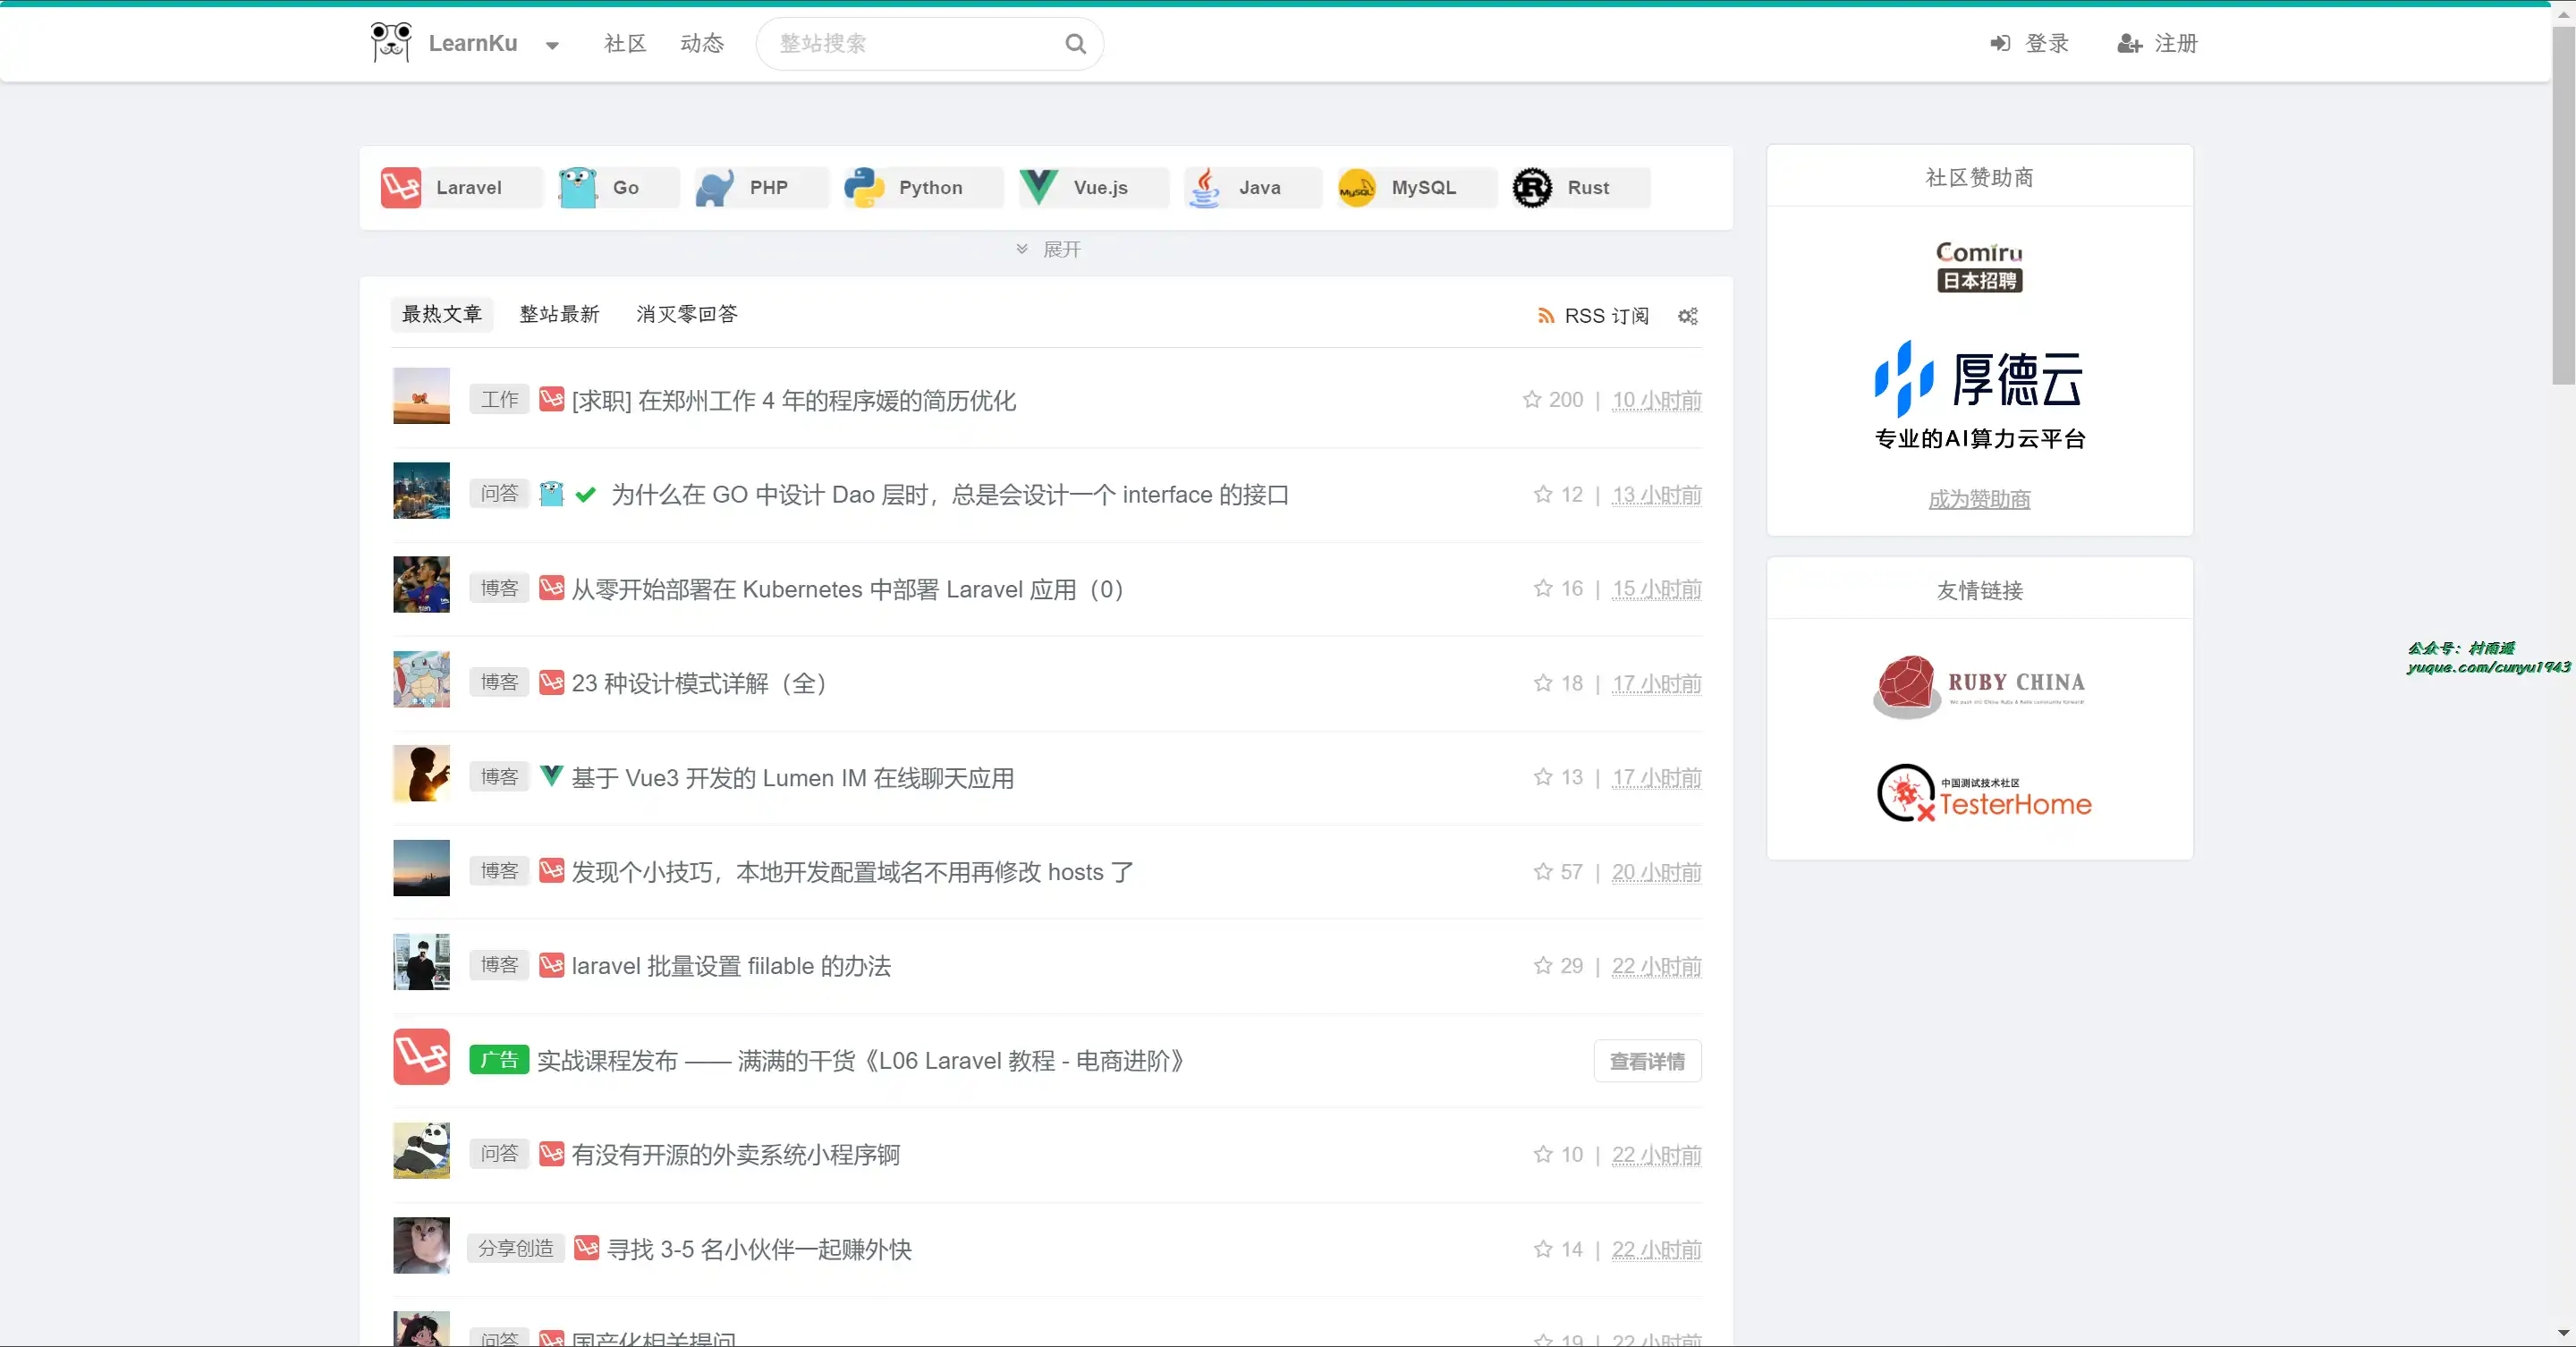 LearnKu
社区
动态
整站搜索
登录
注册
Laravel
Go
PHP
Python
Vue.js
Java
MySQL
Rust
展开
最热文章
整站最新
消灭零回答
RSS 订阅
工作 [求职] 在郑州工作 4 年的程序媛的简历优化 200 | 10 小时前
问答 为什么在 GO 中设计 Dao 层时，总是会设计一个 interface 的接口 12 | 13 小时前
博客 从零开始部署在 Kubernetes 中部署 Laravel 应用（0） 16 | 15 小时前
博客 23 种设计模式详解（全） 18 | 17 小时前
博客 基于 Vue3 开发的 Lumen IM 在线聊天应用 13 | 17 小时前
博客 发现个小技巧，本地开发配置域名不用再修改 hosts 了 57 | 20 小时前
博客 laravel 批量设置 fiilable 的办法 29 | 22 小时前
广告 实战课程发布 —— 满满的干货《L06 Laravel 教程 - 电商进阶》 查看详情
问答 有没有开源的外卖系统小程序锕 10 | 22 小时前
分享创造 寻找 3-5 名小伙伴一起赚外快 14 | 22 小时前
问答 国产化相关提问 19 | 22 小时前
社区赞助商
Comiru
日本招聘
厚德云
专业的AI算力云平台
成为赞助商
友情链接
RUBY CHINA
中国测试技术社区
TesterHome
公众号：村雨遥
yuque.com/cunyu1943